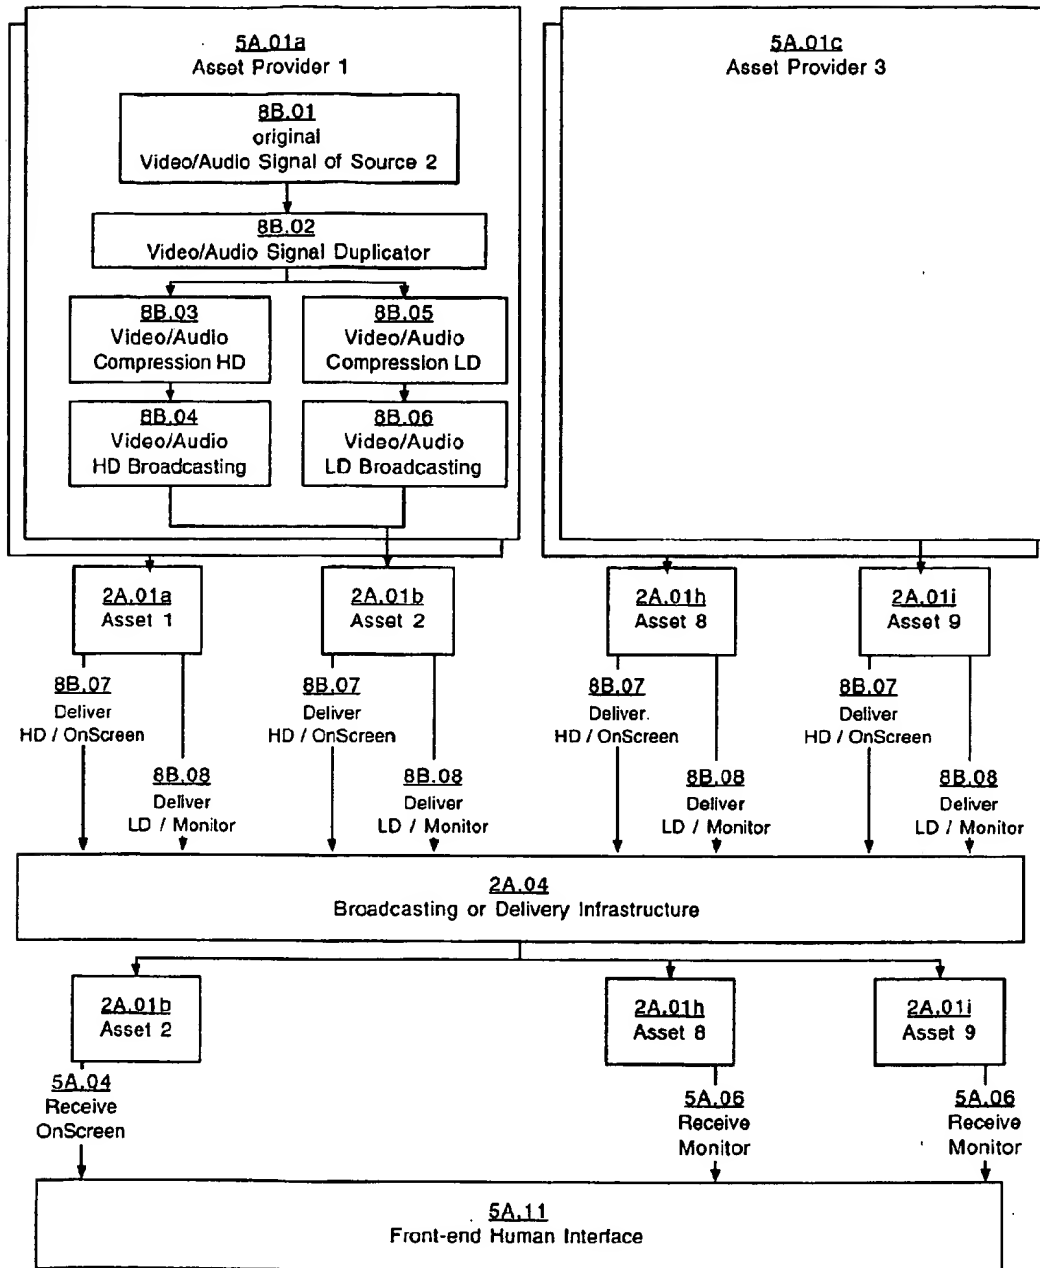 5A.01a
Asset Provider 1
5A.01c
Asset Provider 3
8B.01
original
Video/Audio Signal of Source 2
8B.02
Video/Audio Signal Duplicator
8B.03
Video/Audio
Compression HD
8B.05
Video/Audio
Compression LD
8B.04
Video/Audio
HD Broadcasting
8B.06
Video/Audio
LD Broadcasting
2A.01a
Asset 1
2A.01b
Asset 2
2A.01h
Asset 8
2A.01i
Asset 9
8B.07
Deliver
HD / OnScreen
8B.08
Deliver
LD / Monitor
8B.07
Deliver
HD / OnScreen
8B.08
Deliver
LD / Monitor
8B.07
Deliver.
HD / OnScreen
8B.08
Deliver
LD / Monitor
8B.07
Deliver
HD / OnScreen
8B.08
Deliver
LD / Monitor
2A.04
Broadcasting or Delivery Infrastructure
2A.01b
Asset 2
2A.01h
Asset 8
2A.01i
Asset 9
5A.04
Receive
OnScreen
5A.06
Receive
Monitor
5A.06
Receive
Monitor
5A.11
Front-end Human Interface